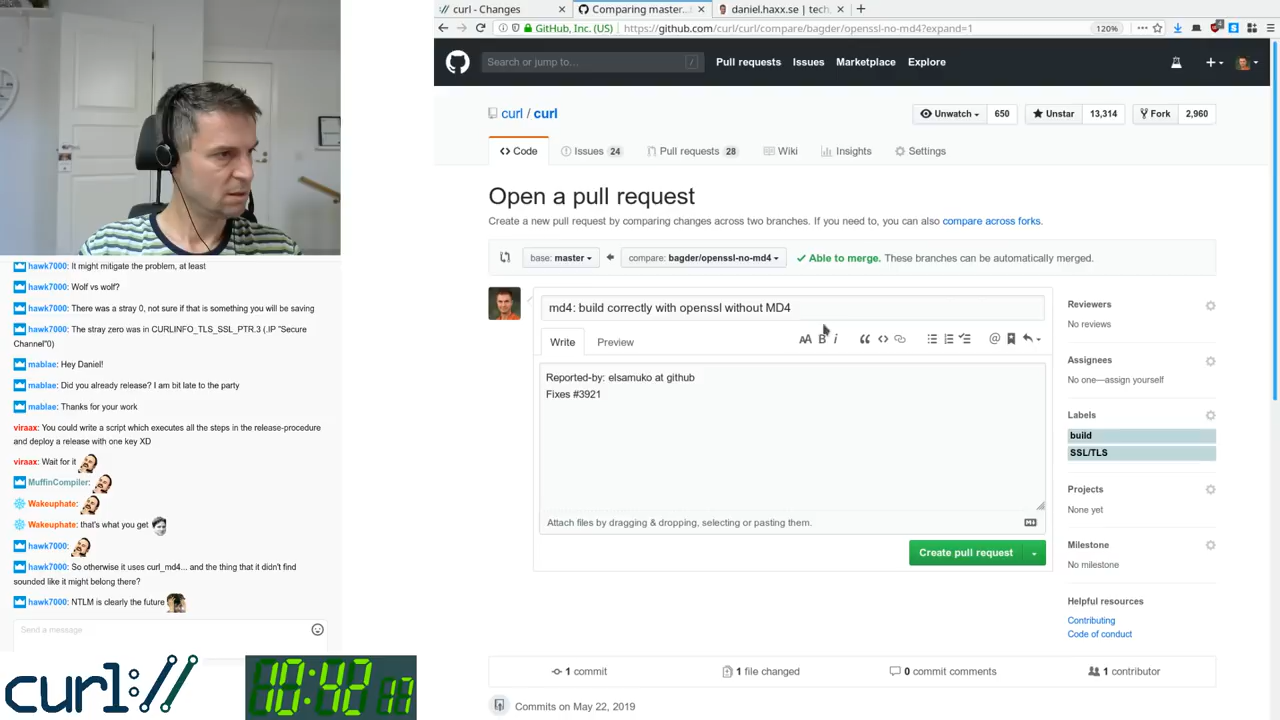 hawk7000: It might mitigate the problem, at least
hawk7000: Wolf vs wolf?
hawk7000: There was a stray 0, not sure if that is something you will be saving
hawk7000: The stray zero was in CURLINFO_TLS_SSL_PTR.3 (.IP "Secure
Channel"0)
mablae: Hey Daniel!
mablae: Did you already release? I am bit late to the party
mablae: Thanks for your work
viraax: You could write a script which executes all the steps in the release-procedure
and deploy a release with one key XD
viraax: Wait for it
MuffinCompiler:
Wakeuphate:
Wakeuphate: that's what you get
hawk7000:
hawk7000: So otherwise it uses curl_md4... and the thing that it didn't find
sounded like it might belong there?
hawk7000: NTLM is clearly the future
Send a message
curl://
10:42 17
curl - Changes
Comparing master...
daniel.haxx.se | tech
GitHub, Inc. (US)
https://github.com/curl/curl/compare/bagder/openssl-no-md4?expand=1
120%
Search or jump to...
/
Pull requests
Issues
Marketplace
Explore
curl / curl
Unwatch
650
Unstar
13,314
Fork
2,960
Code
Issues 24
Pull requests 28
Wiki
Insights
Settings
Open a pull request
Create a new pull request by comparing changes across two branches. If you need to, you can also compare across forks.
base: master
compare: bagder/openssl-no-md4
Able to merge. These branches can be automatically merged.
md4: build correctly with openssl without MD4
Write
Preview
AA B i
Reported-by: elsamuko at github
Fixes #3921
Attach files by dragging & dropping, selecting or pasting them.
Create pull request
Reviewers
No reviews
Assignees
No one—assign yourself
Labels
build
SSL/TLS
Projects
None yet
Milestone
No milestone
Helpful resources
Contributing
Code of conduct
1 commit
1 file changed
0 commit comments
1 contributor
Commits on May 22, 2019